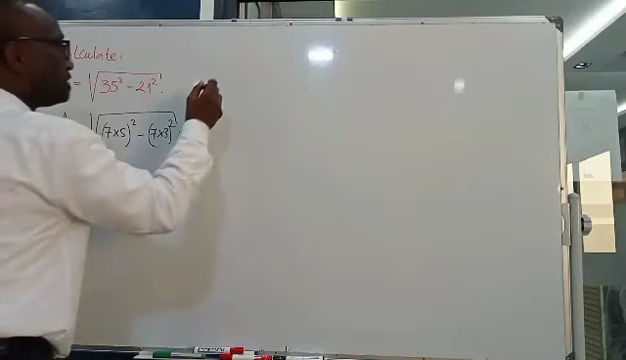 lculate:
= √(35² - 21²).
√((7×5)² - (7×3)²